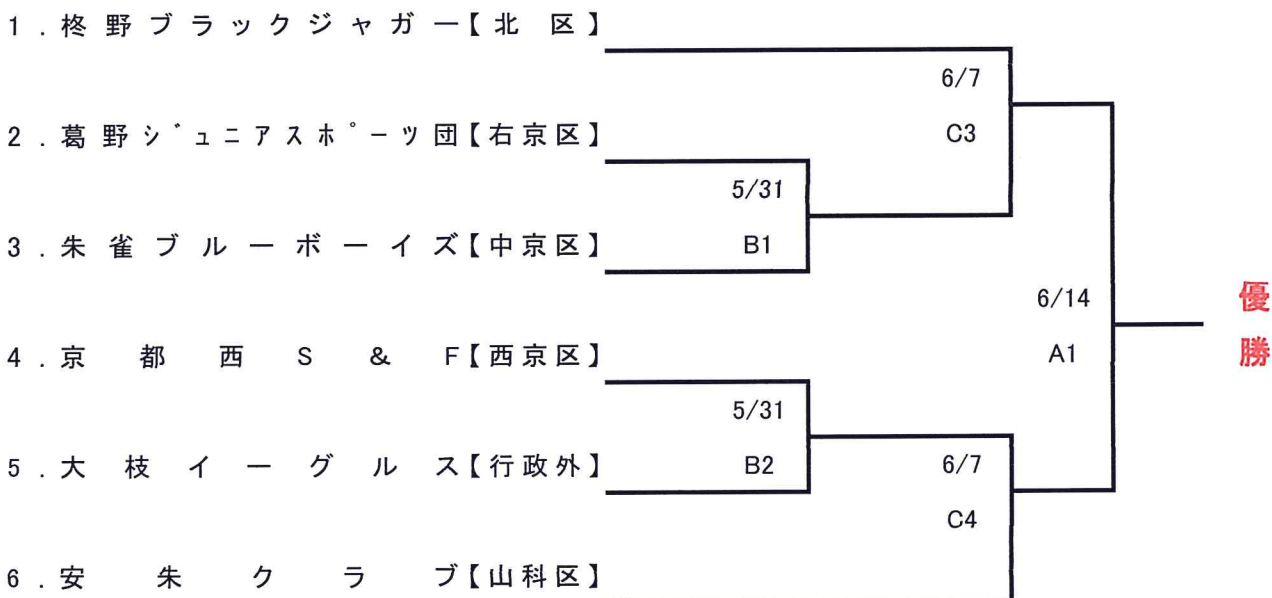 1．柊野ブラックジャガー【北区】
6/7
2．葛野ジュニアスポーツ団【右京区】
C3
5/31
3．朱雀ブルーボーイズ【中京区】
B1
6/14
優
4．京都西S&F【西京区】
A1
勝
5/31
5．大枝イーグルス【行政外】
B2
6/7
C4
6．安朱クラブ【山科区】